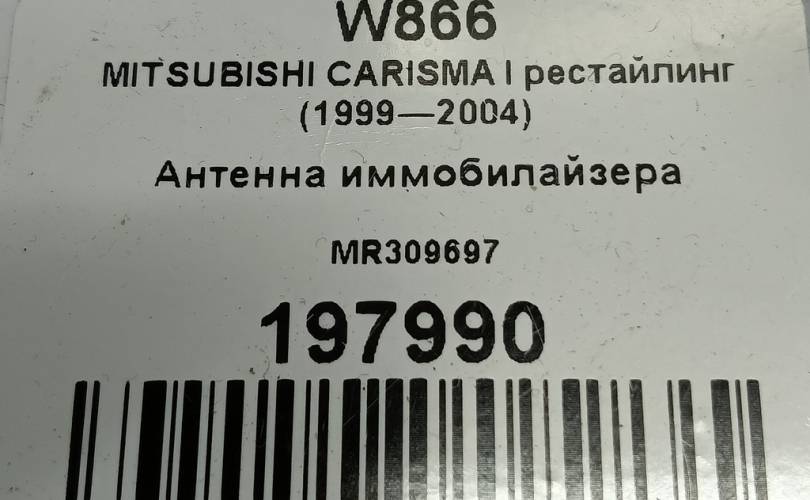 W866
MITSUBISHI CARISMA I рестайлинг
(1999—2004)
Антенна иммобилайзера
MR309697
197990